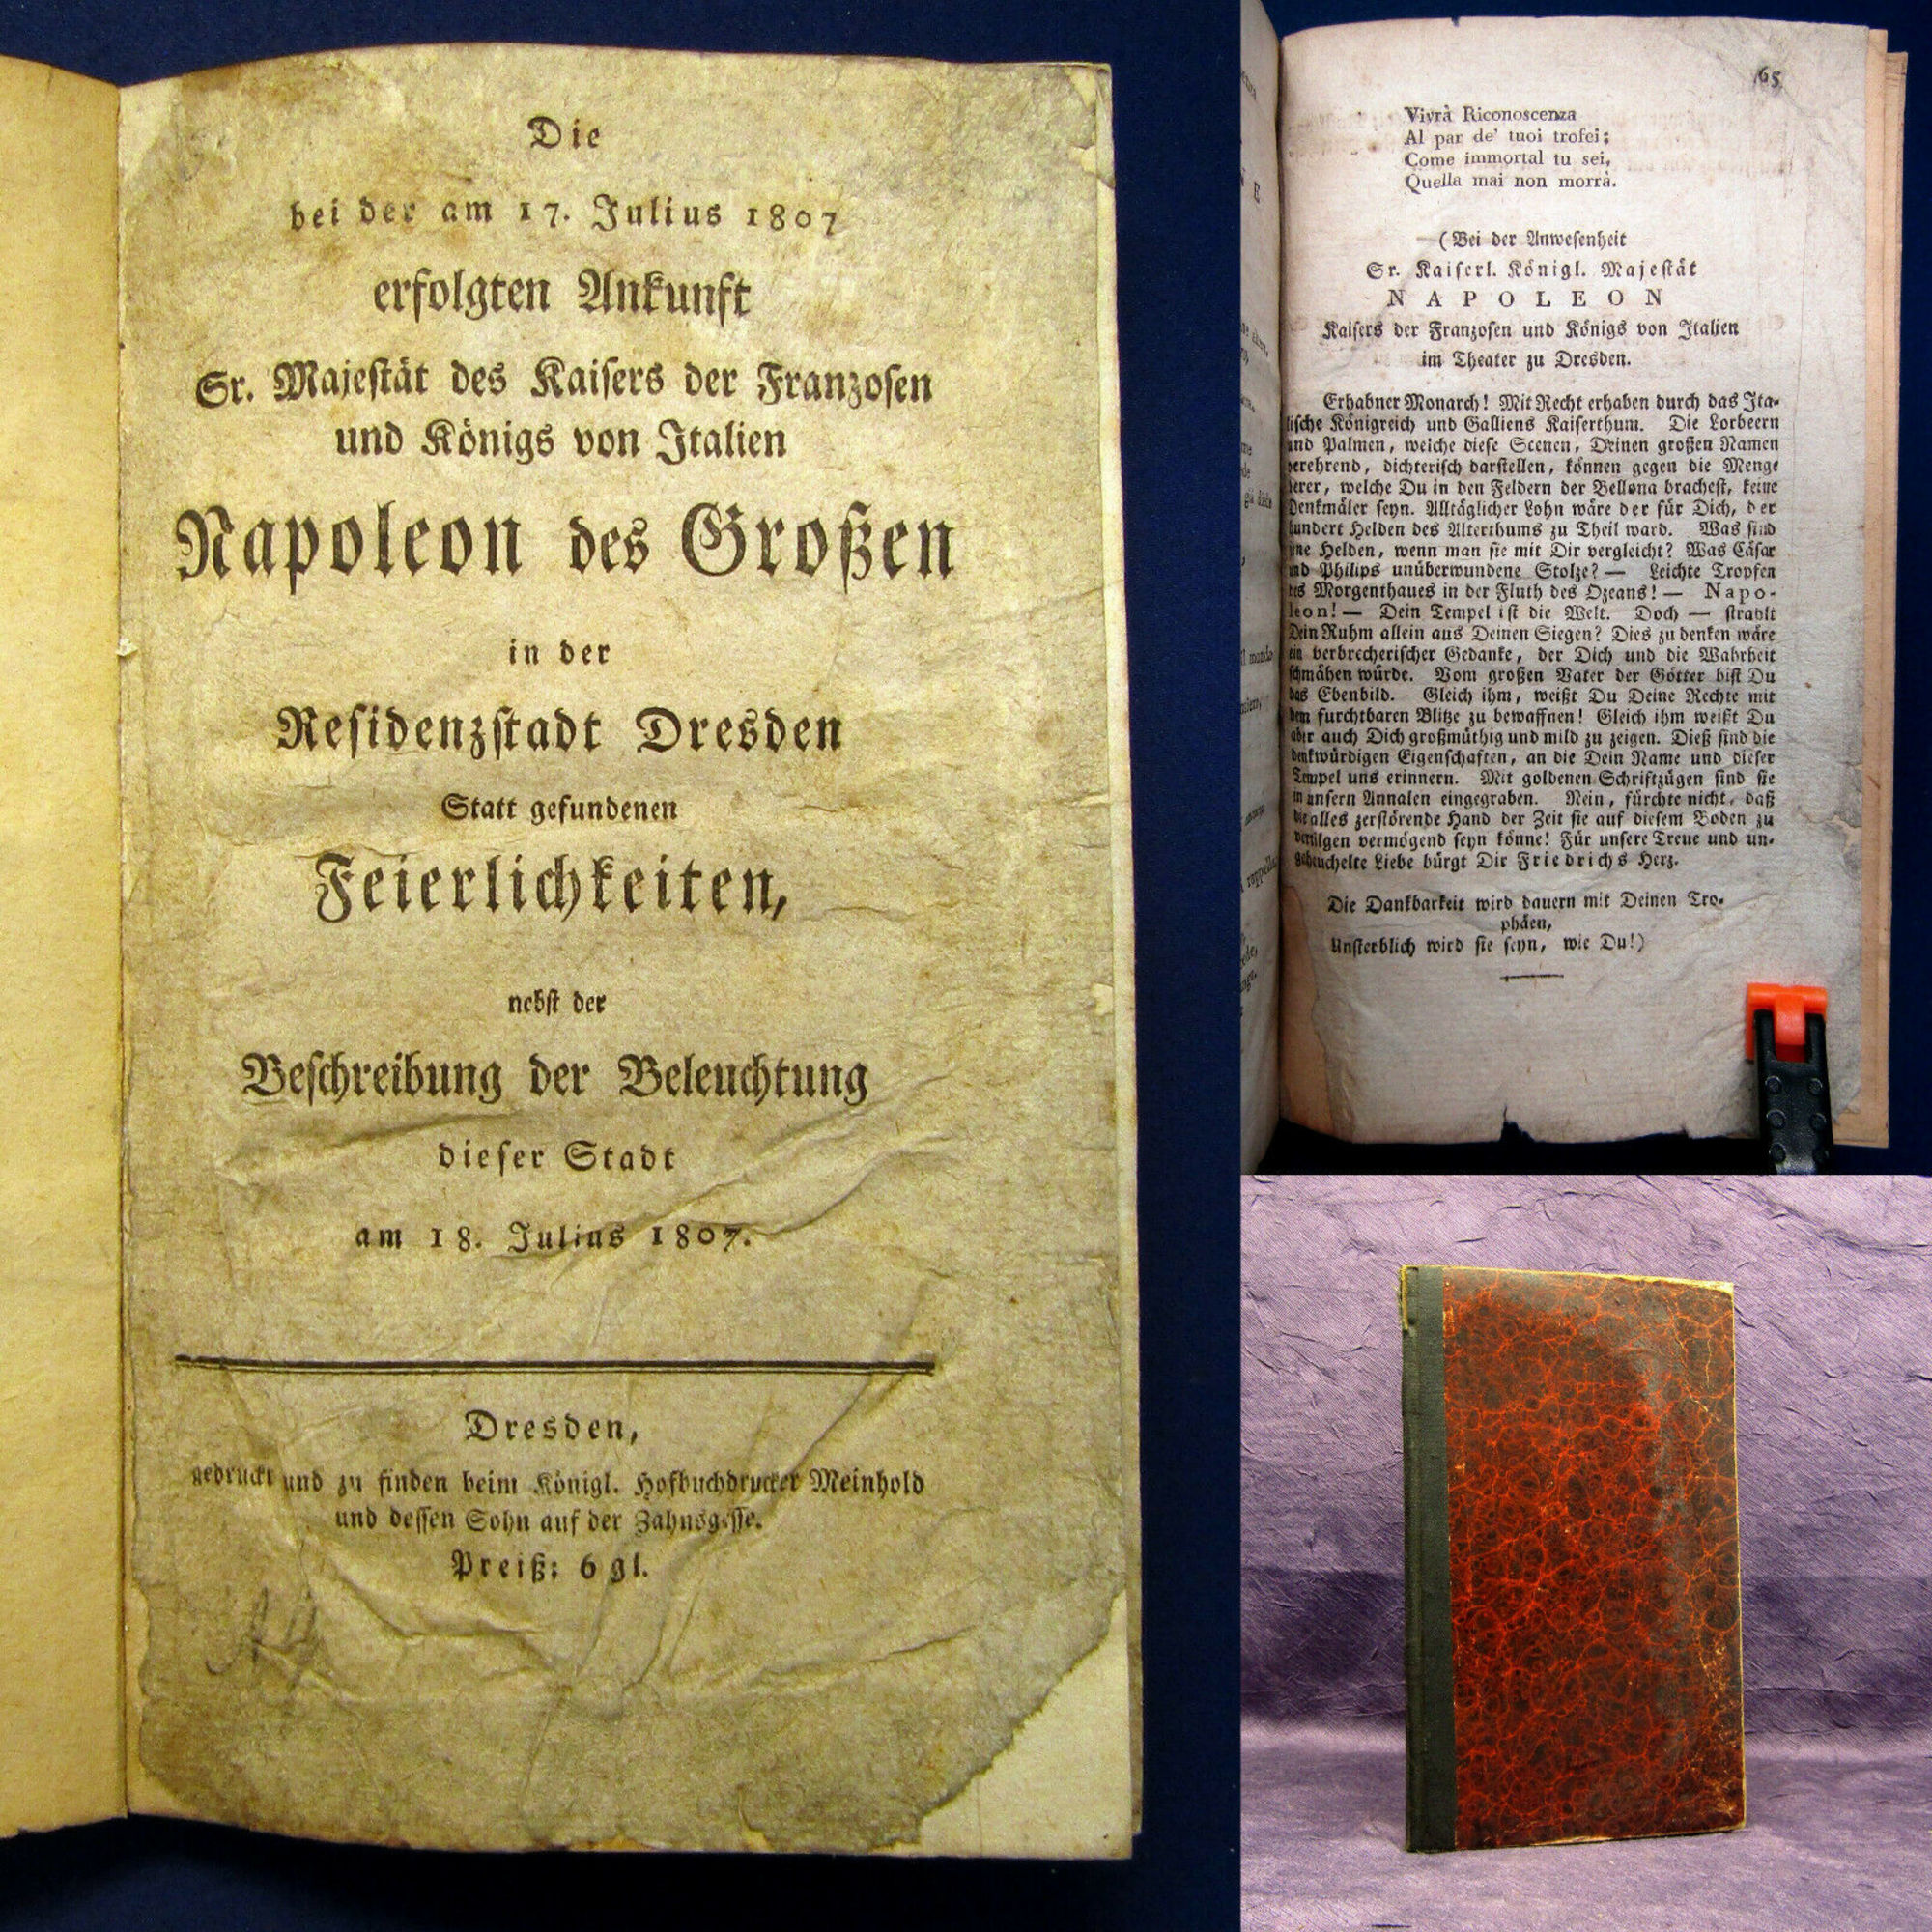 Die
bei der am 17. Julius 1807
erfolgten Ankunft
Sr. Majeſtät des Kaiſers der Franzoſen
und Königs von Italien
Napoleon des Großen
in der
Reſidenzſtadt Dresden
Statt gefundenen
Feierlichkeiten,
nebſt der
Beſchreibung der Beleuchtung
dieſer Stadt
am 18. Julius 1807.
Dresden,
gedruckt und zu finden beim Königl. Hofbuchdrucker Meinhold
und deſſen Sohn auf der Zahnsgaſſe.
Preiß: 6 gl.
65
Vivrà Riconoscenza
Al par de' tuoi trofei;
Come immortal tu sei,
Quella mai non morrà.
(Bei der Anweſenheit
Sr. Kaiſerl. Königl. Majeſtät
NAPOLEON
Kaiſers der Franzoſen und Königs von Italien
im Theater zu Dresden.
Erhabner Monarch! Mit Recht erhaben durch das Ita-
liſche Königreich und Galliens Kaiſerthum. Die Lorbeern
und Palmen, welche dieſe Scenen, Deinen großen Namen
verehrend, dichteriſch darſtellen, können gegen die Menge
derer, welche Du in den Feldern der Bellona bracheſt, keine
Denkmäler ſeyn. Alltäglicher Lohn wäre der für Dich, der
hundert Helden des Alterthums zu Theil ward. Was ſind
jene Helden, wenn man ſie mit Dir vergleicht? Was Cäſar
und Philips unüberwundene Stolze? — Leichte Tropfen
des Morgenthaues in der Fluth des Ozeans! — Napo-
leon! — Dein Tempel iſt die Welt. Doch — ſtrahlt
Dein Ruhm allein aus Deinen Siegen? Dies zu denken wäre
ein verbrecheriſcher Gedanke, der Dich und die Wahrheit
ſchmähen würde. Vom großen Vater der Götter biſt Du
das Ebenbild. Gleich ihm, weißt Du Deine Rechte mit
dem furchtbaren Blitze zu bewaffnen! Gleich ihm weißt Du
aber auch Dich großmüthig und mild zu zeigen. Dieß ſind die
denkwürdigen Eigenſchaften, an die Dein Name und dieſer
Tempel uns erinnern. Mit goldenen Schriftzügen ſind ſie
in unſern Annalen eingegraben. Nein, fürchte nicht, daß
die alles zerſtörende Hand der Zeit ſie auf dieſem Boden zu
vertilgen vermögend ſeyn könne! Für unſere Treue und un-
geheuchelte Liebe bürgt Dir Friedrichs Herz.
Die Dankbarkeit wird dauern mit Deinen Tro-
phäen,
Unſterblich wird ſie ſeyn, wie Du!)